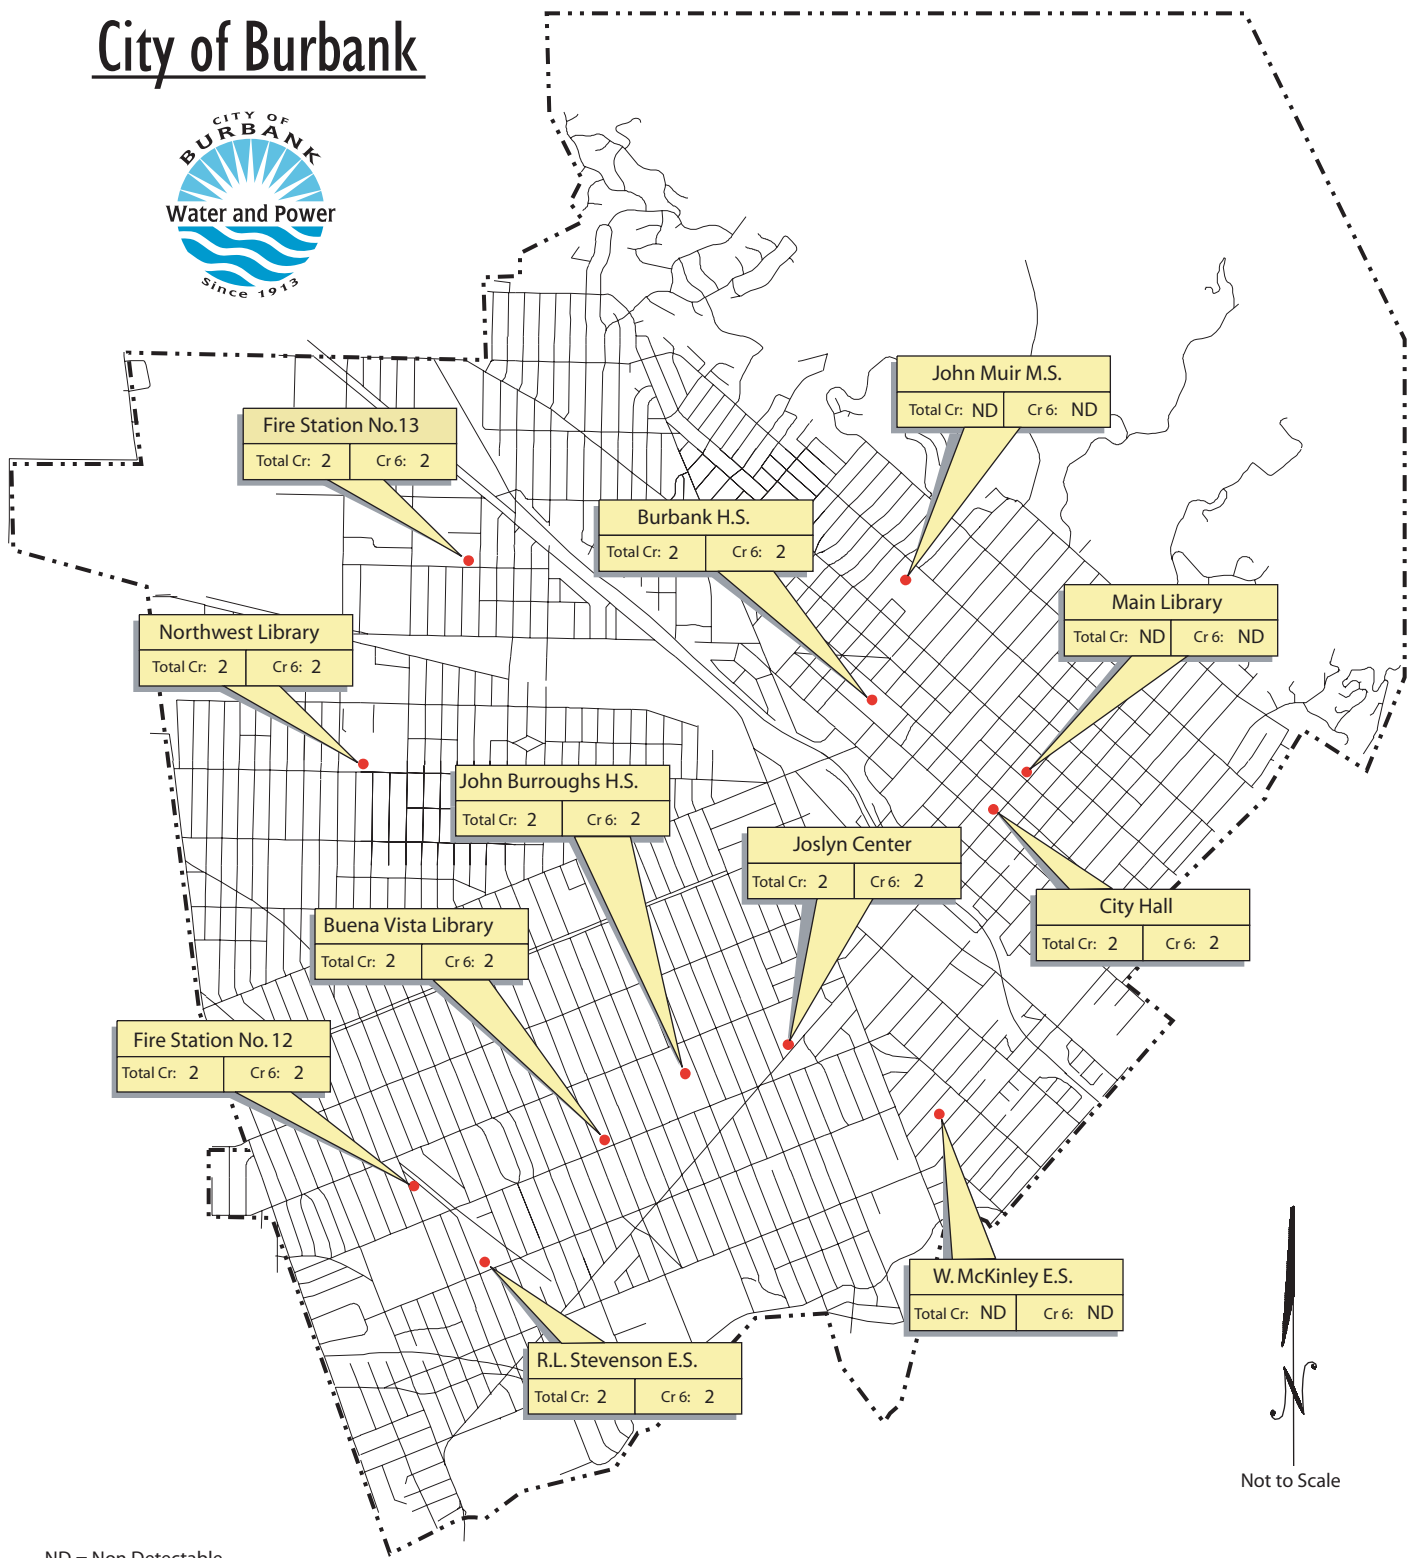 City of Burbank
CITY OF
BURBANK
Water and Power
Since 1913
John Muir M.S.
Total Cr: ND Cr 6: ND
Fire Station No.13
Total Cr: 2 Cr 6: 2
Burbank H.S.
Total Cr: 2 Cr 6: 2
Main Library
Total Cr: ND Cr 6: ND
Northwest Library
Total Cr: 2 Cr 6: 2
John Burroughs H.S.
Total Cr: 2 Cr 6: 2
Joslyn Center
Total Cr: 2 Cr 6: 2
City Hall
Total Cr: 2 Cr 6: 2
Buena Vista Library
Total Cr: 2 Cr 6: 2
Fire Station No. 12
Total Cr: 2 Cr 6: 2
W. McKinley E.S.
Total Cr: ND Cr 6: ND
R.L. Stevenson E.S.
Total Cr: 2 Cr 6: 2
N
Not to Scale
ND = Non Detectable